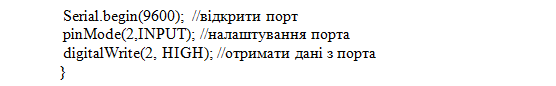 Serial.begin(9600); //відкрити порт
pinMode(2,INPUT); //налаштування порта
digitalWrite(2, HIGH); //отримати дані з порта
}